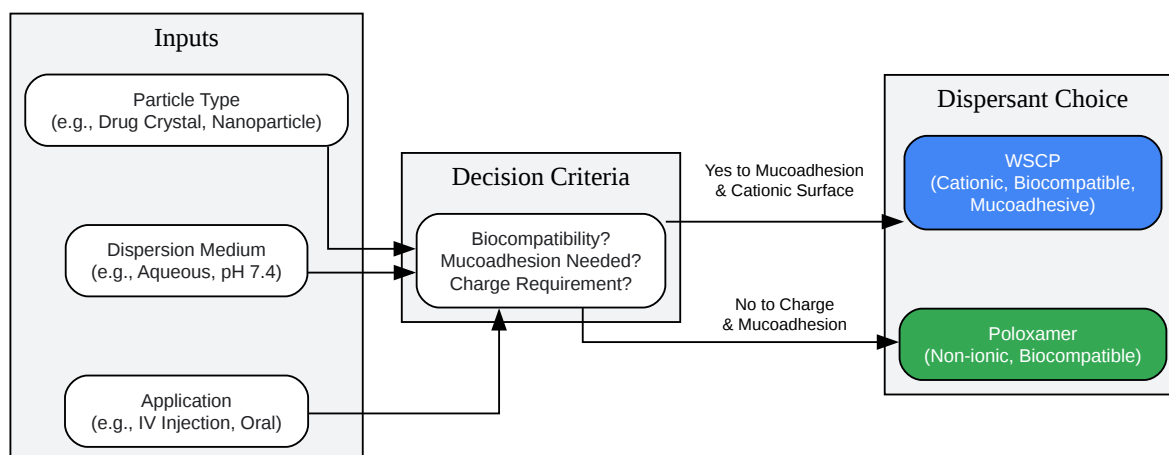 Inputs
Particle Type
(e.g., Drug Crystal, Nanoparticle)
Dispersion Medium
(e.g., Aqueous, pH 7.4)
Application
(e.g., IV Injection, Oral)
Decision Criteria
Biocompatibility?
Mucoadhesion Needed?
Charge Requirement?
Yes to Mucoadhesion
& Cationic Surface
No to Charge
& Mucoadhesion
Dispersant Choice
WSCP
(Cationic, Biocompatible,
Mucoadhesive)
Poloxamer
(Non-ionic, Biocompatible)